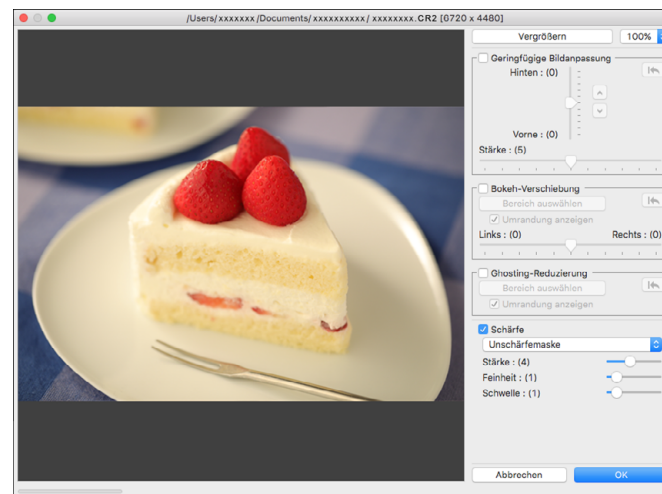 /Users/xxxxxxx/Documents/xxxxxxxxxx/ xxxxxxxx.CR2 [6720 x 4480]
Vergrößern 100%
Geringfügige Bildanpassung
Hinten : (0)
Vorne : (0)
Stärke : (5)
Bokeh-Verschiebung
Bereich auswählen
Umrandung anzeigen
Links : (0) Rechts : (0)
Ghosting-Reduzierung
Bereich auswählen
Umrandung anzeigen
Schärfe
Unschärfemaske
Stärke : (4)
Feinheit : (1)
Schwelle : (1)
Abbrechen OK